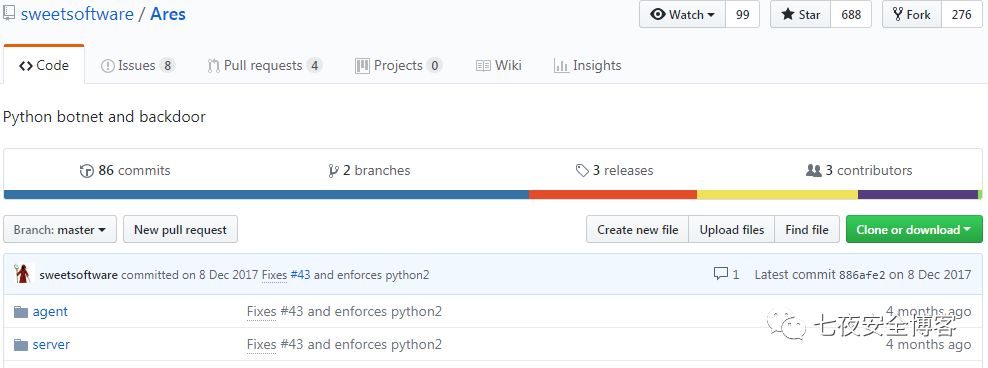 sweetsoftware / Ares Watch 99 Star 688 Fork 276
Code Issues 8 Pull requests 4 Projects 0 Wiki Insights
Python botnet and backdoor
86 commits 2 branches 3 releases 3 contributors
Branch: master New pull request Create new file Upload files Find file Clone or download
sweetsoftware committed on 8 Dec 2017 Fixes #43 and enforces python2 1 Latest commit 886afe2 on 8 Dec 2017
agent Fixes #43 and enforces python2 4 months ago
七夜安全博客
server Fixes #43 and enforces python2 4 months ago